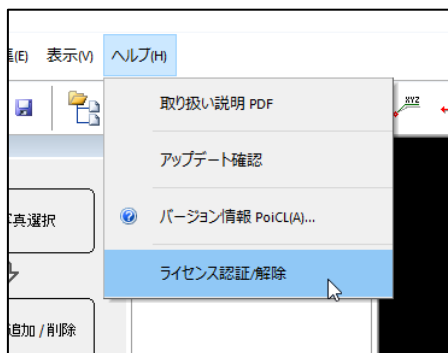 (E) 表示(V) ヘルプ(H)
取り扱い説明 PDF
XYZ
アップデート確認
バージョン情報 PoiCL(A)...
真選択
ライセンス認証/解除
追加 / 削除